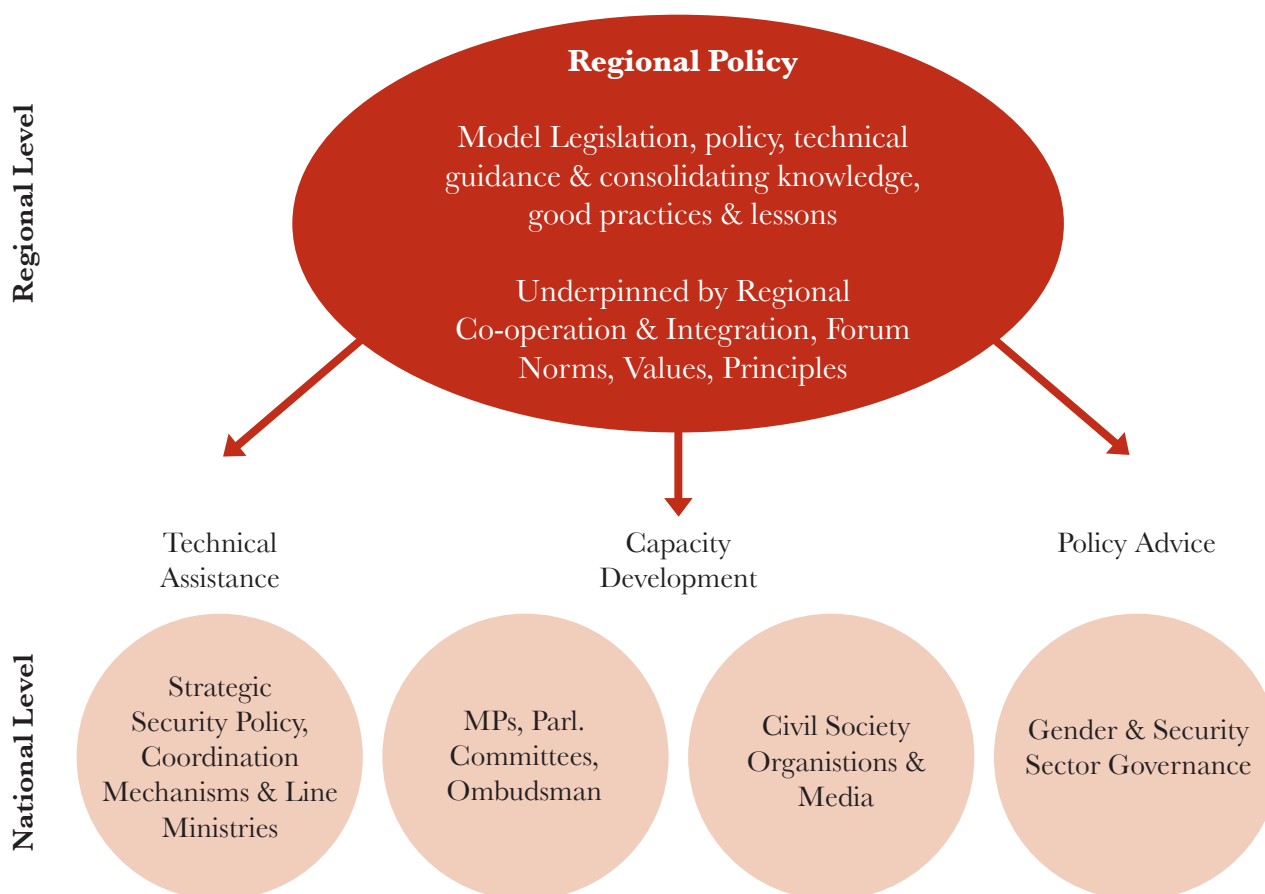 Regional Level
Regional Policy
Model Legislation, policy, technical
guidance & consolidating knowledge,
good practices & lessons
Underpinned by Regional
Co-operation & Integration, Forum
Norms, Values, Principles
Technical
Assistance
Capacity
Development
Policy Advice
National Level
Strategic
Security Policy,
Coordination
Mechanisms & Line
Ministries
MPs, Parl.
Committees,
Ombudsman
Civil Society
Organistions &
Media
Gender & Security
Sector Governance